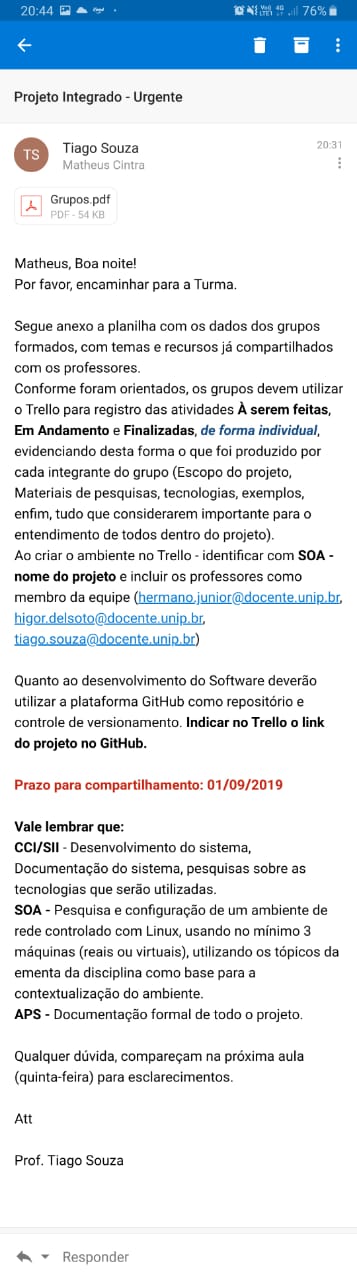 20:44
76%
Projeto Integrado - Urgente
TS
Tiago Souza
20:31
Matheus Cintra
Grupos.pdf
PDF - 54 KB
Matheus, Boa noite!
Por favor, encaminhar para a Turma.
Segue anexo a planilha com os dados dos grupos
formados, com temas e recursos já compartilhados
com os professores.
Conforme foram orientados, os grupos devem utilizar
o Trello para registro das atividades À serem feitas,
Em Andamento e Finalizadas, de forma individual,
evidenciando desta forma o que foi produzido por
cada integrante do grupo (Escopo do projeto,
Materiais de pesquisas, tecnologias, exemplos,
enfim, tudo que considerarem importante para o
entendimento de todos dentro do projeto).
Ao criar o ambiente no Trello - identificar com SOA -
nome do projeto e incluir os professores como
membro da equipe (hermano.junior@docente.unip.br,
higor.delsoto@docente.unip.br,
tiago.souza@docente.unip.br)
Quanto ao desenvolvimento do Software deverão
utilizar a plataforma GitHub como repositório e
controle de versionamento. Indicar no Trello o link
do projeto no GitHub.
Prazo para compartilhamento: 01/09/2019
Vale lembrar que:
CCI/SII - Desenvolvimento do sistema,
Documentação do sistema, pesquisas sobre as
tecnologias que serão utilizadas.
SOA - Pesquisa e configuração de um ambiente de
rede controlado com Linux, usando no mínimo 3
máquinas (reais ou virtuais), utilizando os tópicos da
ementa da disciplina como base para a
contextualização do ambiente.
APS - Documentação formal de todo o projeto.
Qualquer dúvida, compareçam na próxima aula
(quinta-feira) para esclarecimentos.
Att
Prof. Tiago Souza
Responder